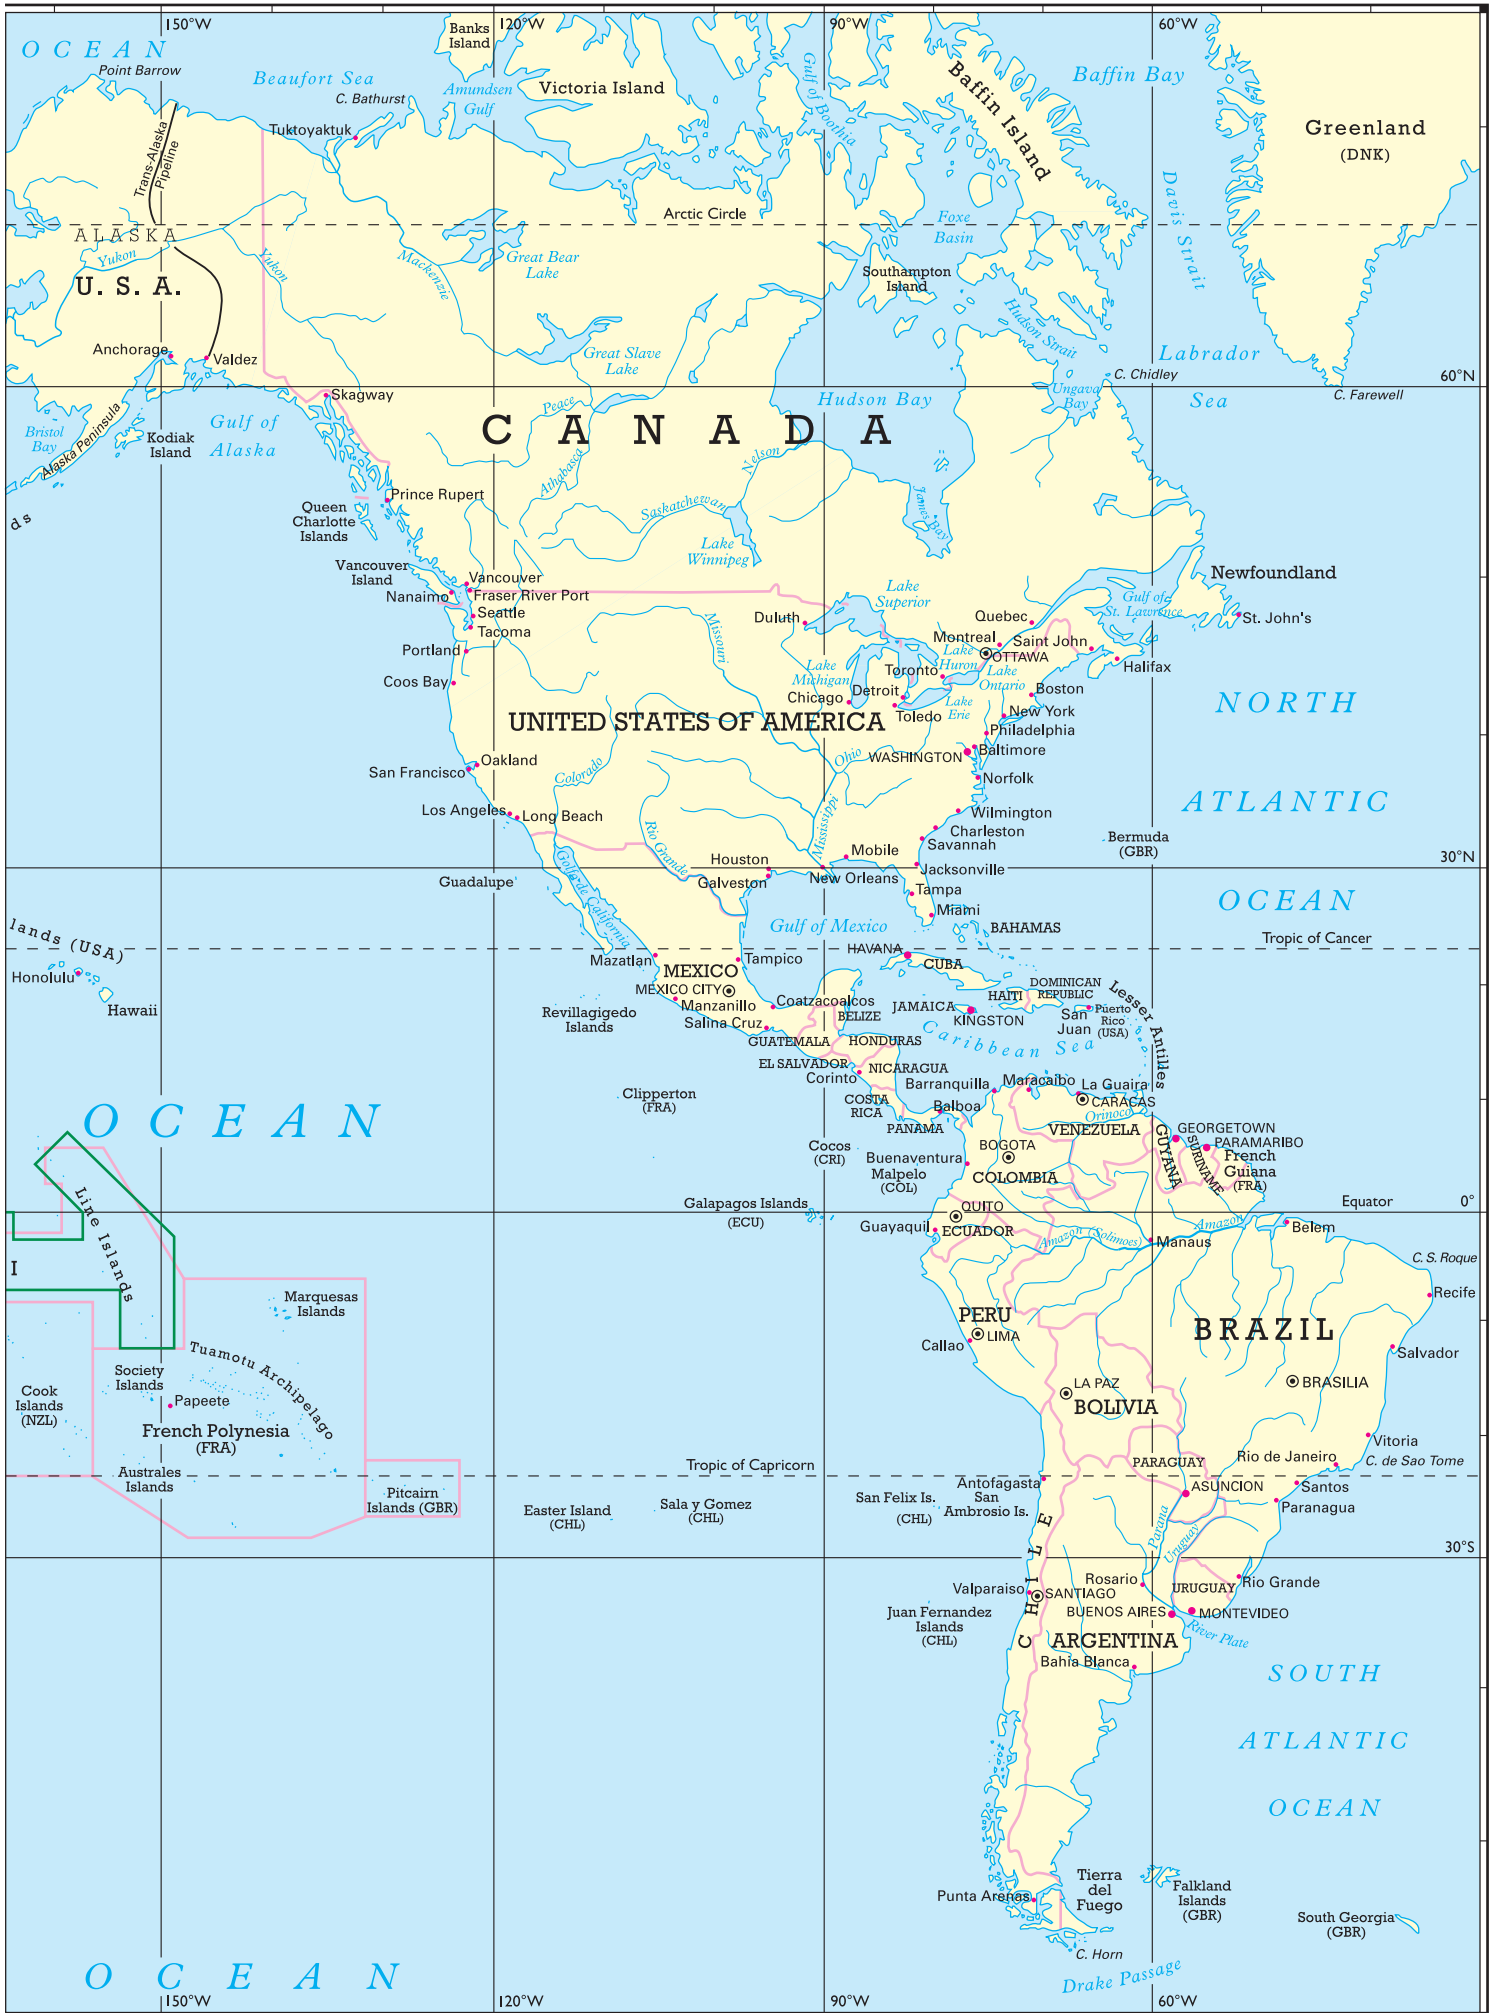 150°W
120°W
90°W
60°W
OCEAN
Point Barrow
Beaufort Sea
C. Bathurst
Banks
Island
Amundsen
Gulf
Victoria Island
Gulf of Boothia
Baffin Island
Baffin Bay
Greenland
(DNK)
Tuktoyaktuk
Trans-Alaska
Pipeline
Arctic Circle
Foxe
Basin
Davis Strait
ALASKA
Yukon
U. S. A.
Yukon
Mackenzie
Great Bear
Lake
Southampton
Island
Hudson Strait
Anchorage
Valdez
Great Slave
Lake
Labrador
Sea
C. Chidley
60°N
Ungava
Bay
C. Farewell
Skagway
Gulf of
Alaska
Bristol
Bay
Alaska Peninsula
Kodiak
Island
Peace
Hudson Bay
CANADA
Athabasca
Nelson
Prince Rupert
Queen
Charlotte
Islands
Saskatchewan
James Bay
ds
Lake
Winnipeg
Vancouver
Island
Vancouver
Nanaimo
Fraser River Port
Seattle
Tacoma
Portland
Coos Bay
Missouri
Duluth
Lake
Superior
Newfoundland
Gulf of
St. Lawrence
St. John's
Quebec
Montreal
Saint John
OTTAWA
Halifax
Lake
Huron
Lake
Michigan
Toronto
Lake
Ontario
Chicago
Detroit
Boston
Lake
Erie
Toledo
New York
UNITED STATES OF AMERICA
Philadelphia
Baltimore
WASHINGTON
Ohio
Norfolk
NORTH
ATLANTIC
OCEAN
Oakland
San Francisco
Colorado
Los Angeles
Long Beach
Wilmington
Charleston
Savannah
Mississippi
Rio Grande
Bermuda
(GBR)
30°N
Houston
Galveston
Mobile
New Orleans
Jacksonville
Tampa
Miami
Guadalupe
Golfo de California
Gulf of Mexico
BAHAMAS
Tropic of Cancer
lands (USA)
Honolulu
Hawaii
Mazatlan
MEXICO
Tampico
HAVANA
CUBA
MEXICO CITY
Manzanillo
Coatzacoalcos
Salina Cruz
Revillagigedo
Islands
BELIZE
JAMAICA
KINGSTON
HAITI
DOMINICAN
REPUBLIC
San
Juan
Puerto
Rico
(USA)
Lesser Antilles
Caribbean Sea
GUATEMALA
HONDURAS
EL SALVADOR
NICARAGUA
Corinto
COSTA
RICA
PANAMA
Balboa
Barranquilla
Maracaibo
La Guaira
CARACAS
Orinoco
VENEZUELA
Clipperton
(FRA)
OCEAN
GEORGETOWN
PARAMARIBO
GUYANA
SURINAME
French
Guiana
(FRA)
Cocos
(CRI)
BOGOTA
Buenaventura
Malpelo
(COL)
COLOMBIA
Line Islands
Galapagos Islands
(ECU)
QUITO
Guayaquil
ECUADOR
Equator
0°
Amazon (Solimoes)
Amazon
Manaus
Belem
C. S. Roque
Recife
I
Marquesas
Islands
PERU
LIMA
Callao
BRAZIL
Salvador
Tuamotu Archipelago
Society
Islands
Papeete
Cook
Islands
(NZL)
French Polynesia
(FRA)
LA PAZ
BOLIVIA
BRASILIA
Vitoria
Rio de Janeiro
C. de Sao Tome
Australes
Islands
Tropic of Capricorn
PARAGUAY
Antofagasta
Pitcairn
Islands (GBR)
Easter Island
(CHL)
Sala y Gomez
(CHL)
San Felix Is.
(CHL)
San
Ambrosio Is.
ASUNCION
Santos
Paranagua
Parana
Uruguay
CHILE
30°S
Valparaiso
SANTIAGO
Rosario
URUGUAY
Rio Grande
BUENOS AIRES
MONTEVIDEO
River Plate
Juan Fernandez
Islands
(CHL)
ARGENTINA
Bahia Blanca
SOUTH
ATLANTIC
OCEAN
Punta Arenas
Tierra
del
Fuego
Falkland
Islands
(GBR)
South Georgia
(GBR)
C. Horn
Drake Passage
OCEAN
150°W
120°W
90°W
60°W